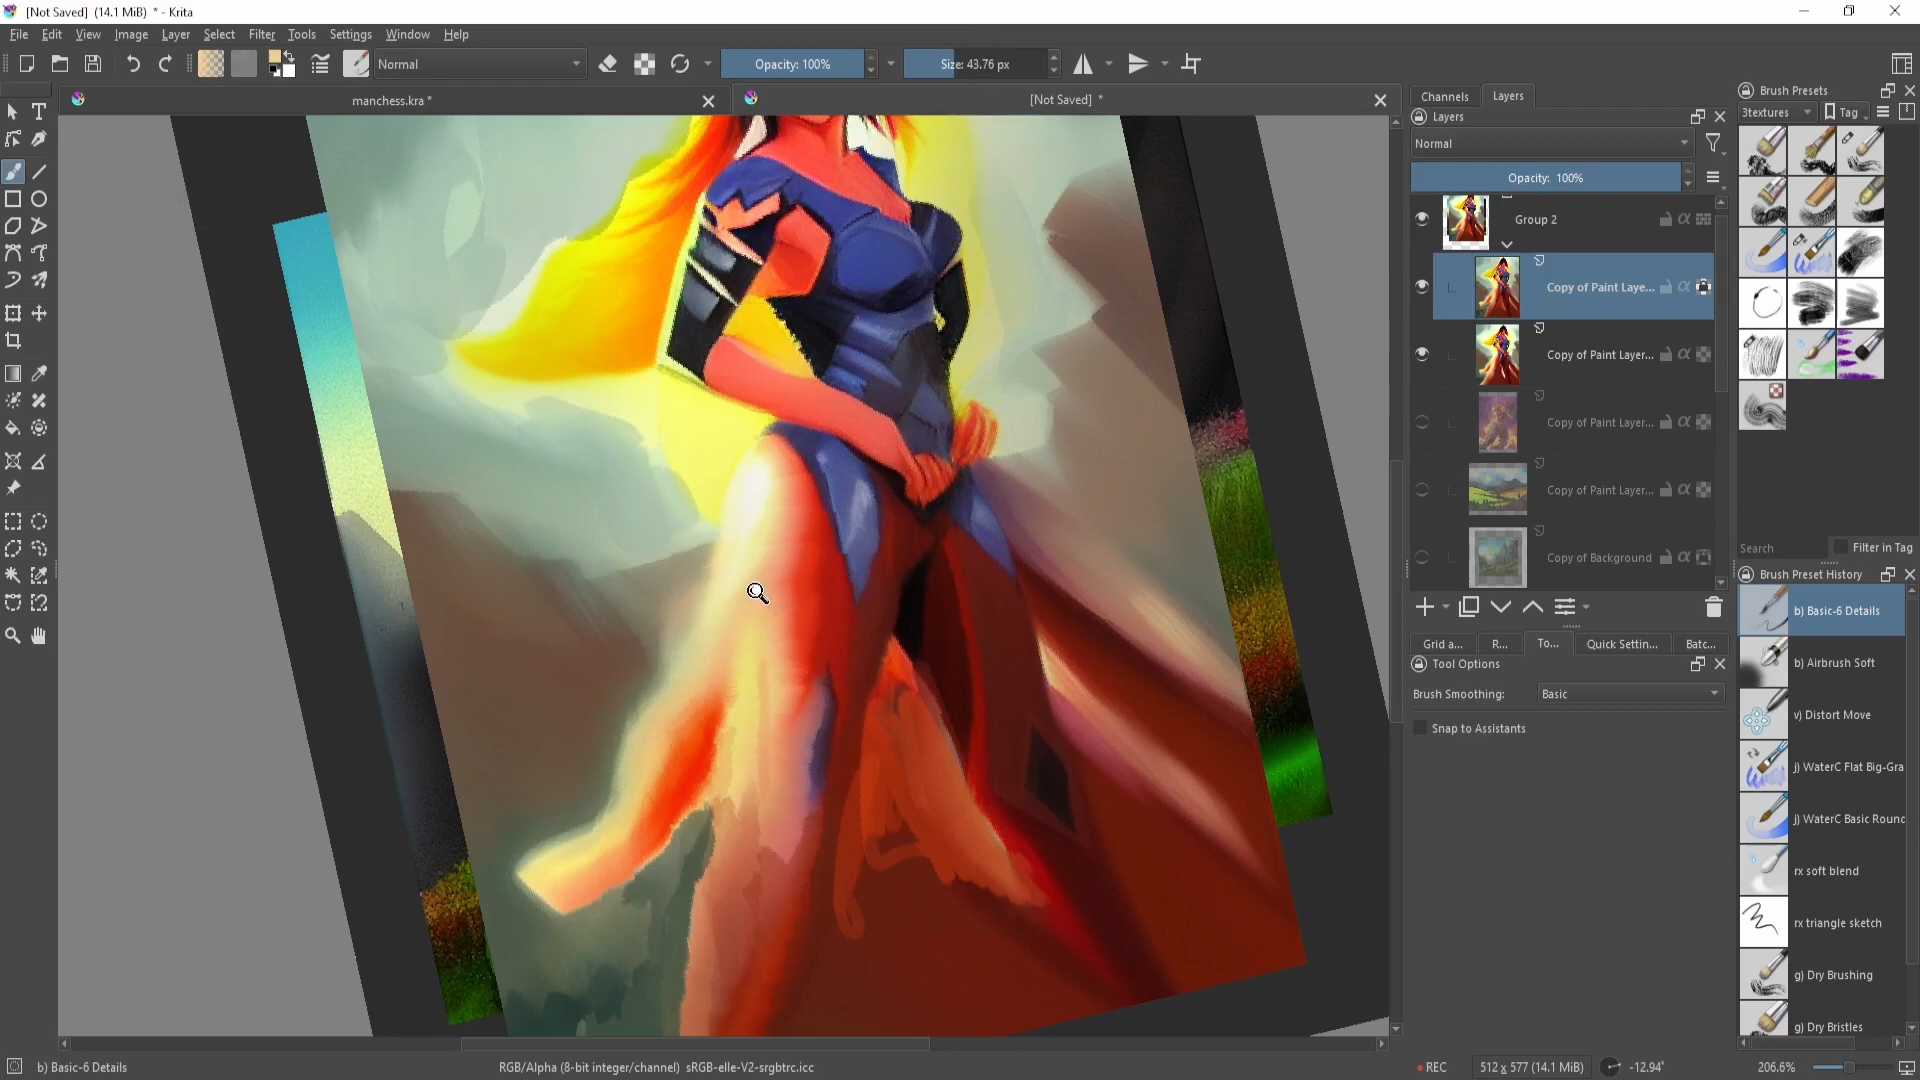 [Not Saved]  (14.1 MiB)  * - Krita
File Edit View Image Layer Select Filter Tools Settings Window Help
Normal Opacity: 100% Size: 43.76 px
manchess.kra * [Not Saved]  *
Channels Layers
Layers
Normal
Opacity:  100%
Group 2
Copy of Paint Laye...
Copy of Paint Layer...
Copy of Paint Layer...
Copy of Paint Layer...
Copy of Background
Grid a... R... To... Quick Settin... Batc...
Tool Options
Brush Smoothing: Basic
Snap to Assistants
Brush Presets
3textures Tag
Search Filter in Tag
Brush Preset History
b) Basic-6 Details
b) Airbrush Soft
v) Distort Move
j) WaterC Flat Big-Gra
j) WaterC Basic Round
rx soft blend
rx triangle sketch
g) Dry Brushing
g) Dry Bristles
b) Basic-6 Details RGB/Alpha (8-bit integer/channel)  sRGB-elle-V2-srgbtrc.icc REC 512 x 577 (14.1 MiB) -12.94° 206.6%